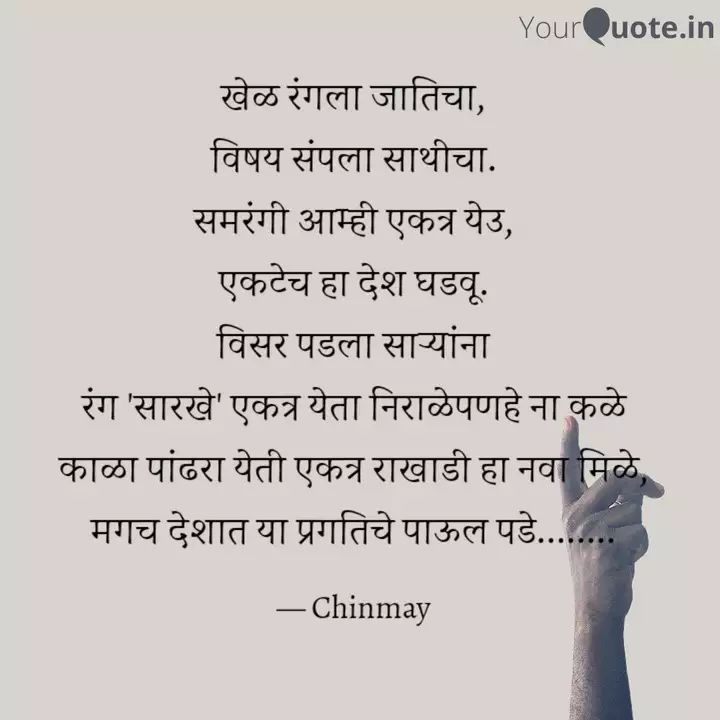 YourQuote.in
खेळ रंगला जातिचा,
विषय संपला साथीचा.
समरंगी आम्ही एकत्र येउ,
एकटेच हा देश घडवू.
विसर पडला साऱ्यांना
रंग 'सारखे' एकत्र येता निराळेपणहे ना कळे
काळा पांढरा येती एकत्र राखाडी हा नवा मिळे,
मगच देशात या प्रगतिचे पाऊल पडे........
— Chinmay